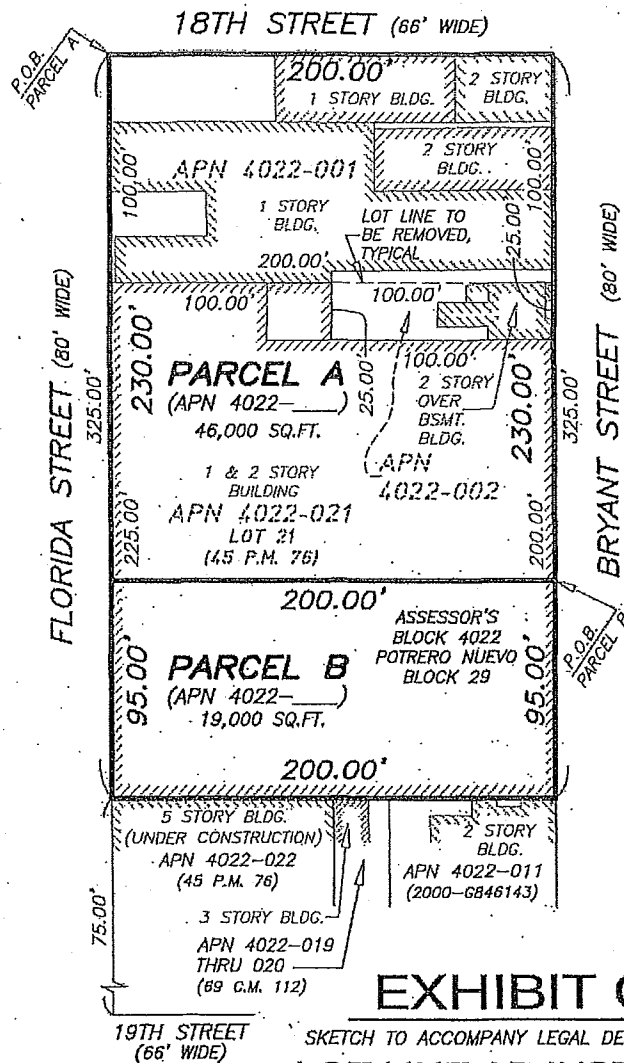 18TH STREET (66' WIDE)
P.O.B.
PARCEL A
200.00'
1 STORY BLDG.
2 STORY
BLDG.
2 STORY
BLDG.
APN 4022-001
100.00'
100.00'
1 STORY
BLDG.
LOT LINE TO
BE REMOVED,
TYPICAL
25.00'
200.00'
100.00'
100.00'
100.00'
FLORIDA STREET (80' WIDE)
325.00'
230.00'
PARCEL A
(APN 4022-____)
46,000 SQ.FT.
25.00'
2 STORY
OVER
BSMT.
BLDG.
230.00'
325.00'
BRYANT STREET (80' WIDE)
APN
4022-002
1 & 2 STORY
BUILDING
APN 4022-021
LOT 21
(45 P.M. 76)
225.00'
200.00'
P.O.B.
PARCEL B
200.00'
ASSESSOR'S
BLOCK 4022
POTRERO NUEVO
BLOCK 29
95.00'
PARCEL B
(APN 4022-____)
19,000 SQ.FT.
95.00'
200.00'
5 STORY BLDG.
(UNDER CONSTRUCTION)
APN 4022-022
(45 P.M. 76)
2 STORY
BLDG.
APN 4022-011
(2000-G846143)
75.00'
3 STORY BLDG.
APN 4022-019
THRU 020
(69 C.M. 112)
EXHIBIT
19TH STREET
(66' WIDE)
SKETCH TO ACCOMPANY LEGAL